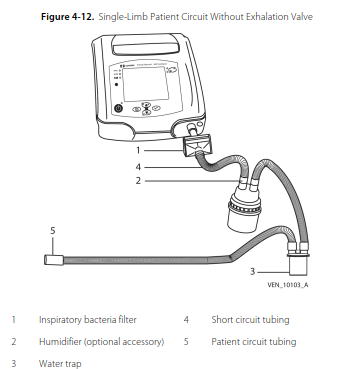 Figure 4-12. Single-Limb Patient Circuit Without Exhalation Valve
1
4
2
5
3
VEN_10103_A
1 Inspiratory bacteria filter 4 Short circuit tubing
2 Humidifier (optional accessory) 5 Patient circuit tubing
3 Water trap